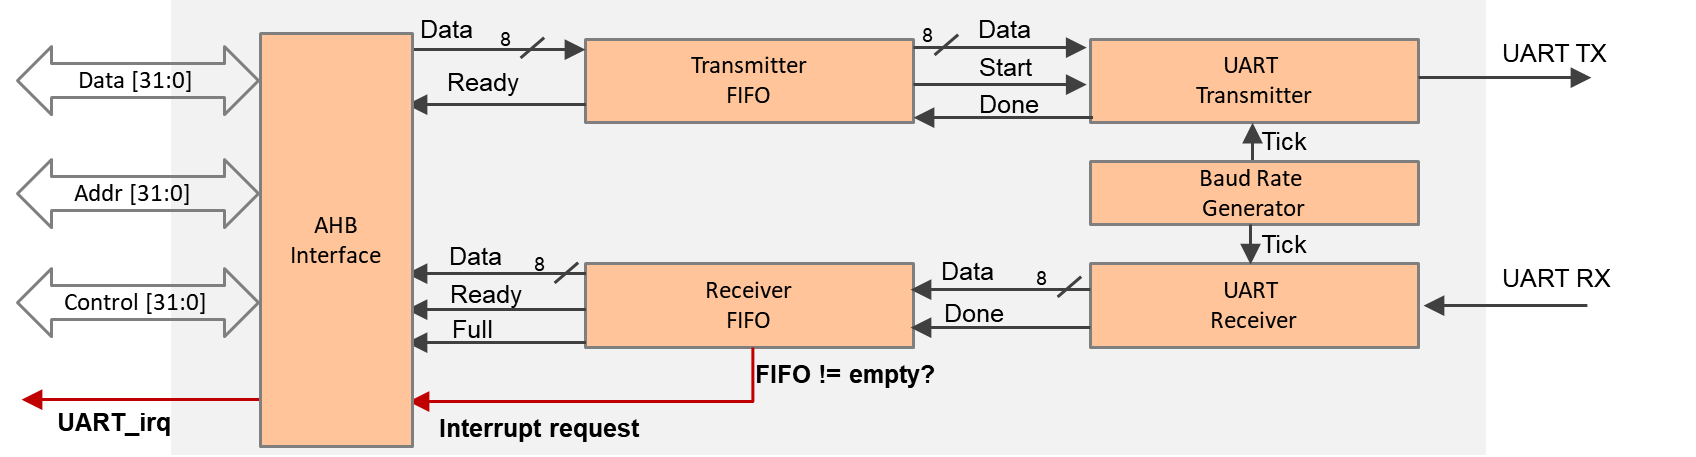 Data 8
Ready
Transmitter
FIFO
8 Data
Start
Done
UART
Transmitter
UART TX
Data [31:0]
Addr [31:0]
Control [31:0]
AHB
Interface
Tick
Baud Rate
Generator
Tick
Data 8
Ready
Full
Receiver
FIFO
Data 8
Done
UART
Receiver
UART RX
FIFO != empty?
Interrupt request
UART_irq